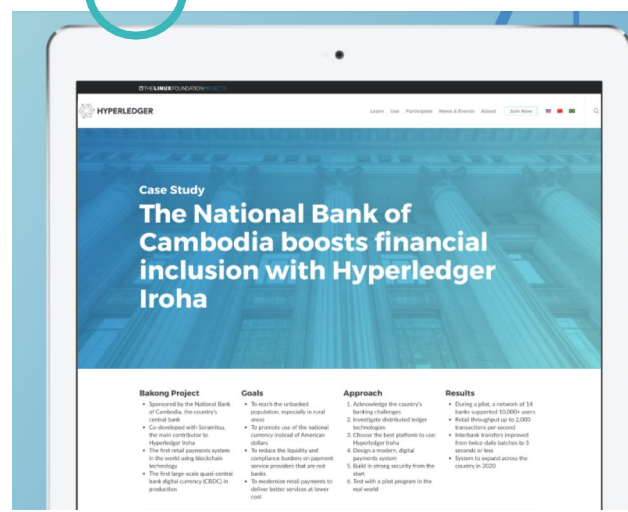 THE LINUX FOUNDATION PROJECTS
HYPERLEDGER
Learn Use Participate News & Events About Join Now
Case Study
The National Bank of
Cambodia boosts financial
inclusion with Hyperledger
Iroha
Bakong Project
• Sponsored by the National Bank
of Cambodia, the country's
central bank
• Co-developed with Soramitsu,
the main contributor to
Hyperledger Iroha
• The first retail payments system
in the world using blockchain
technology
• The first large-scale quasi-central
bank digital currency (CBDC) in
production
Goals
• To reach the unbanked
population, especially in rural
areas
• To promote use of the national
currency instead of American
dollars
• To reduce the liquidity and
compliance burdens on payment
service providers that are not
banks
• To modernize retail payments to
deliver better services at lower
cost
Approach
1. Acknowledge the country's
banking challenges
2. Investigate distributed ledger
technologies
3. Choose the best platform to use:
Hyperledger Iroha
4. Design a modern, digital
payments system
5. Build in strong security from the
start
6. Test with a pilot program in the
real world
Results
• During a pilot, a network of 14
banks supported 10,000+ users
• Retail throughput up to 2,000
transactions per second
• Interbank transfers improved
from twice-daily batches to 5
seconds or less
• System to expand across the
country in 2020